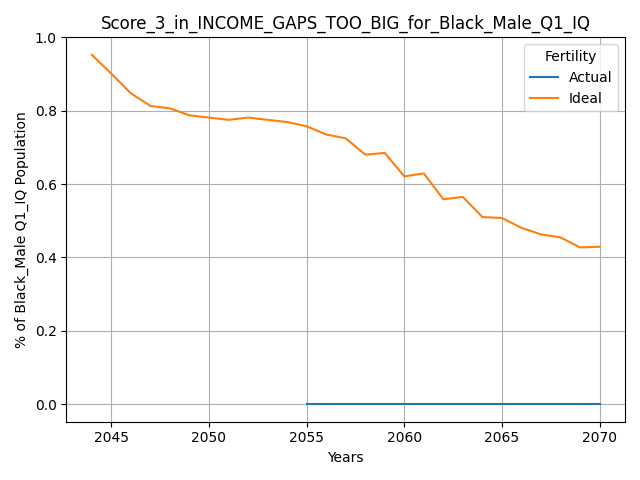 Score_3_in_INCOME_GAPS_TOO_BIG_for_Black_Male_Q1_IQ
% of Black_Male Q1_IQ Population
1.0
0.8
0.6
0.4
0.2
0.0
Fertility
Actual
Ideal
2045 2050 2055 2060 2065 2070
Years